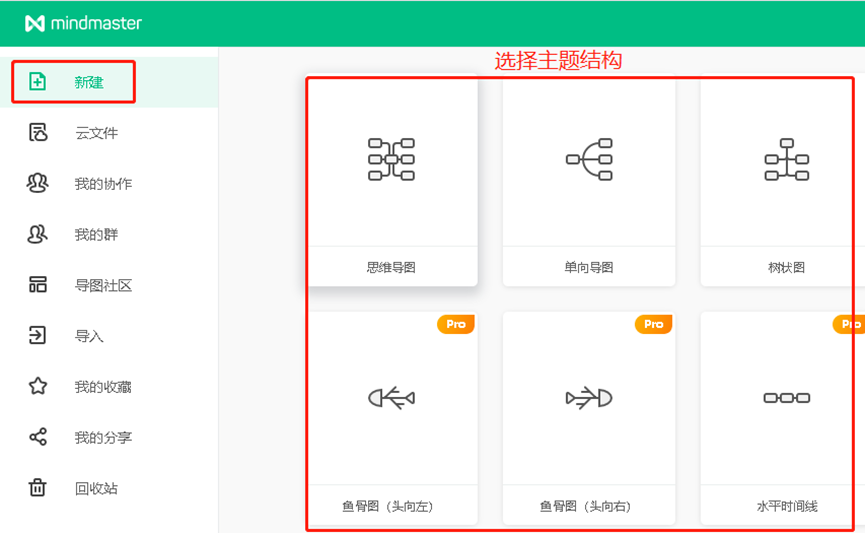 mindmaster
选择主题结构
新建
云文件
我的协作
我的群
导图社区
导入
我的收藏
我的分享
回收站
思维导图
单向导图
树状图
Pro
Pro
Pro
鱼骨图（头向左）
鱼骨图（头向右）
水平时间线